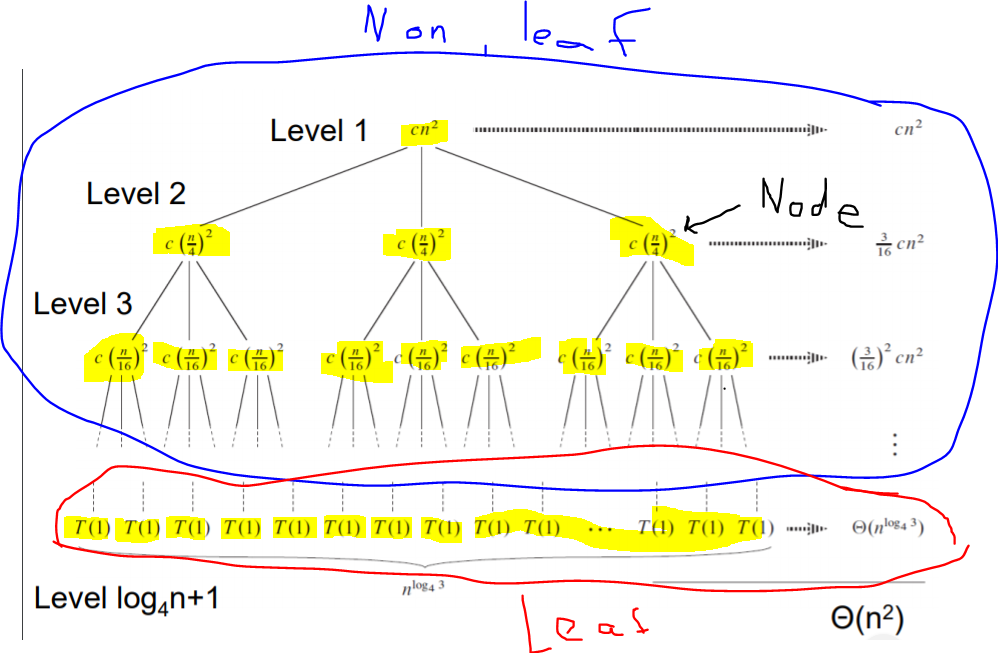 Non leaf
Level 1 cn² cn²
Level 2 Node
c (n/4)² c (n/4)² c (n/4)² 3/16 cn²
Level 3
c (n/16)² c (n/16)² c (n/16)² c (n/16)² c (n/16)² c (n/16)² c (n/16)² c (n/16)² c (n/16)² (3/16)² cn²
⋮
T(1) T(1) T(1) T(1) T(1) T(1) T(1) T(1) T(1) T(1) ... T(1) T(1) T(1) Θ(n^log₄ 3)
n^log₄ 3
Level log₄n+1 Leaf Θ(n²)